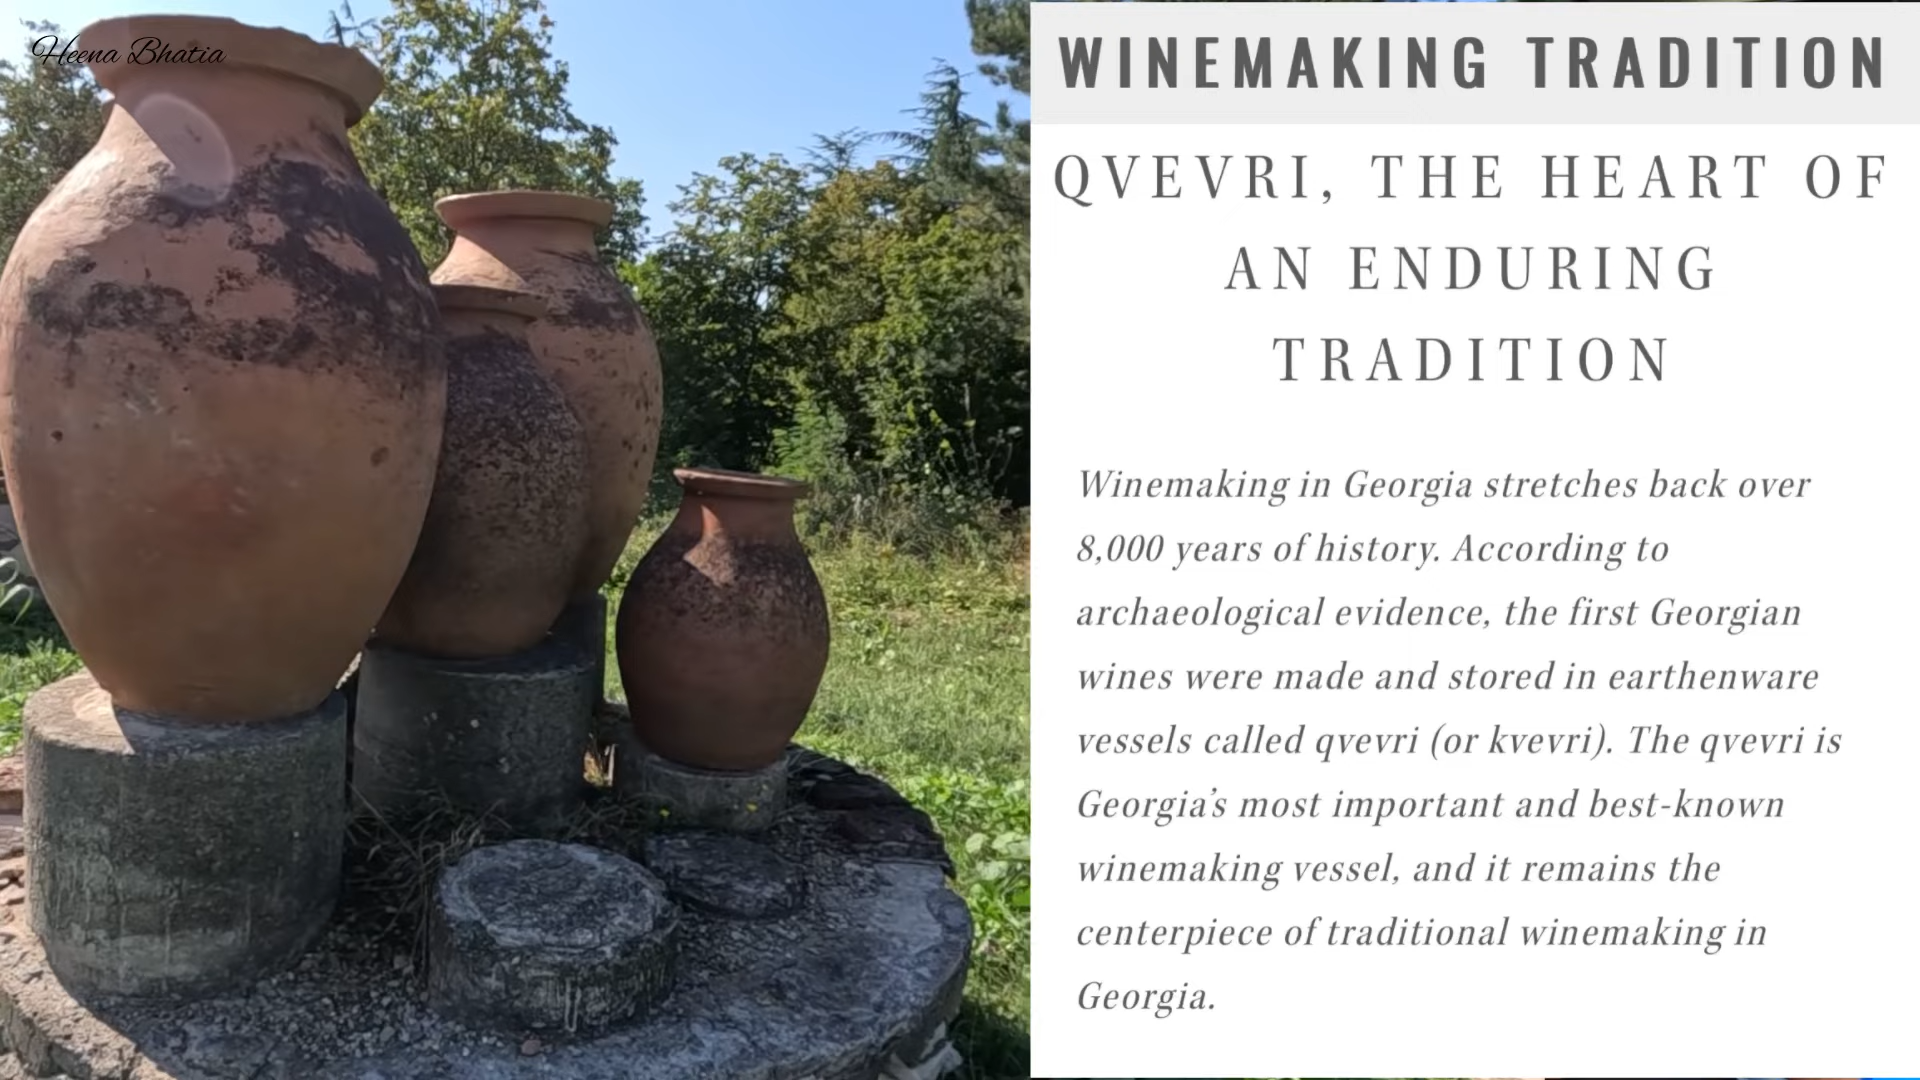 Heena Bhatia
WINEMAKING TRADITION
QVEVRI, THE HEART OF
AN ENDURING
TRADITION
Winemaking in Georgia stretches back over
8,000 years of history. According to
archaeological evidence, the first Georgian
wines were made and stored in earthenware
vessels called qvevri (or kvevri). The qvevri is
Georgia’s most important and best-known
winemaking vessel, and it remains the
centerpiece of traditional winemaking in
Georgia.